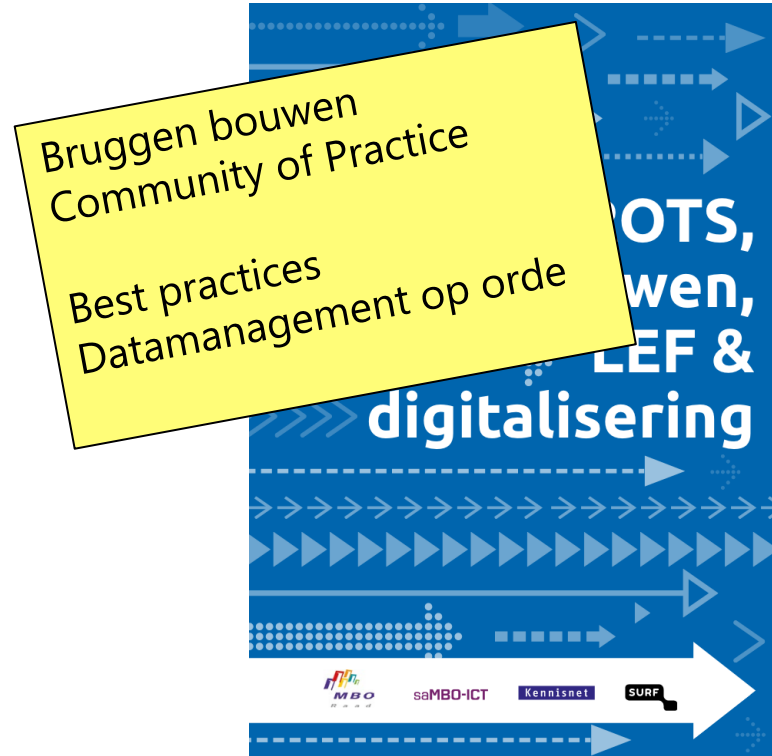 Bruggen bouwen
Community of Practice
Best practices
Datamanagement op orde
OTS,
wen,
LEF &
digitalisering
MBO
Raad
saMBO-ICT
Kennisnet
SURF